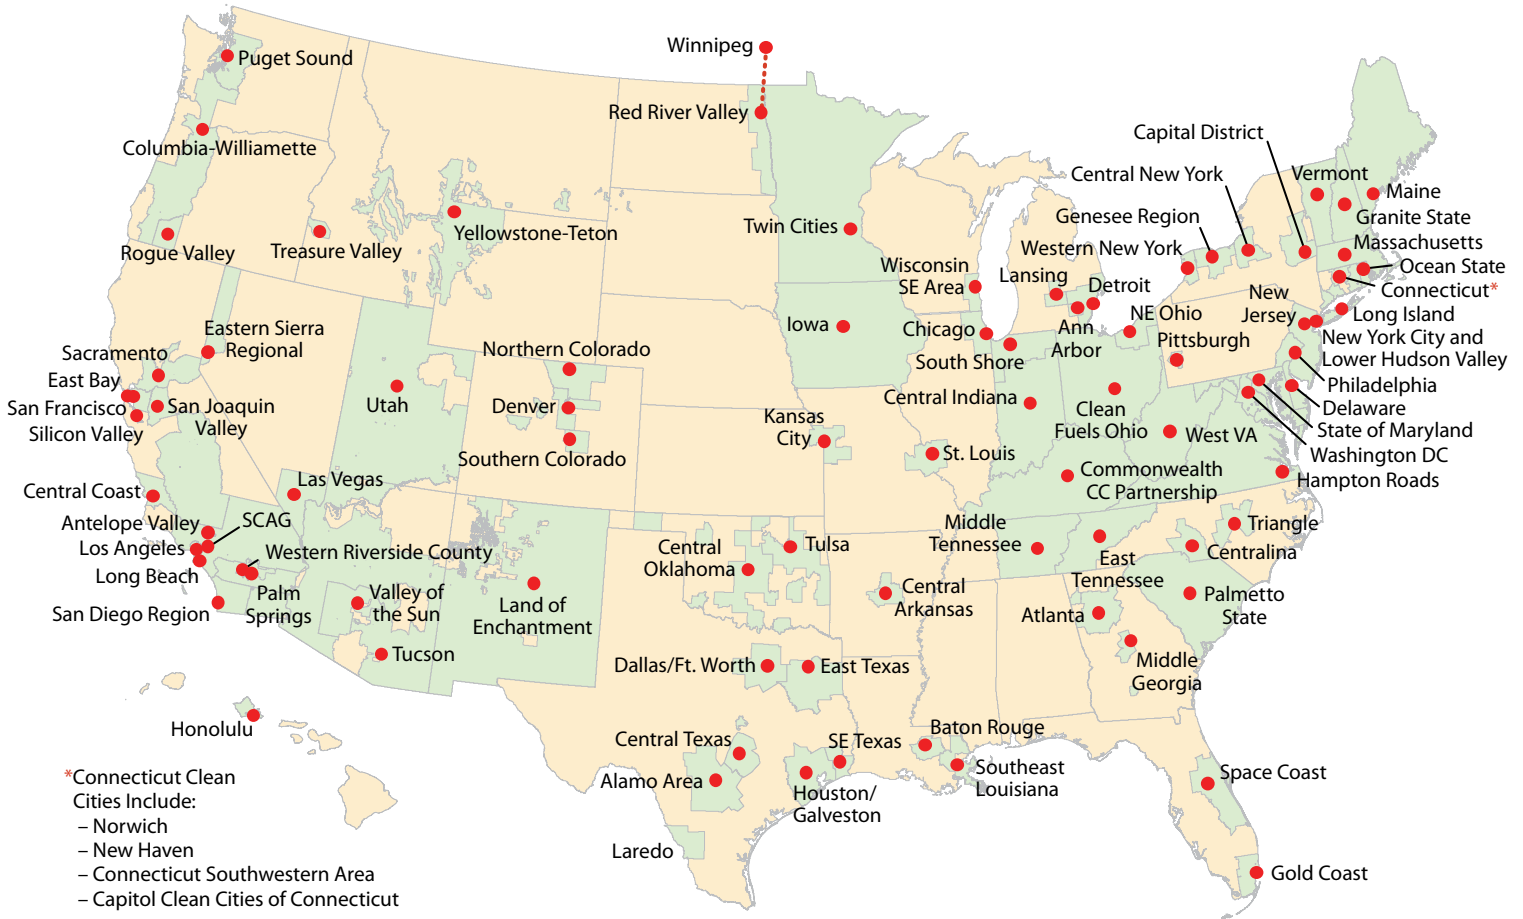 Winnipeg
Puget Sound
Red River Valley
Columbia-Williamette
Capital District
Central New York
Vermont
Maine
Genesee Region
Granite State
Rogue Valley
Treasure Valley
Yellowstone-Teton
Twin Cities
Western New York
Massachusetts
Wisconsin
SE Area
Lansing
Ocean State
Detroit
Connecticut*
New
Jersey
Long Island
Eastern Sierra
Regional
Iowa
Chicago
Ann
Arbor
NE Ohio
Pittsburgh
New York City and
Lower Hudson Valley
Sacramento
Northern Colorado
South Shore
East Bay
Philadelphia
San Francisco
San Joaquin
Valley
Utah
Denver
Central Indiana
Clean
Fuels Ohio
Delaware
Silicon Valley
Kansas
City
West VA
State of Maryland
Southern Colorado
St. Louis
Washington DC
Las Vegas
Commonwealth
CC Partnership
Hampton Roads
Central Coast
Antelope Valley
SCAG
Middle
Tennessee
Triangle
Los Angeles
Western Riverside County
Central
Oklahoma
Tulsa
East
Tennessee
Centralina
Long Beach
Palm
Springs
Valley of
the Sun
Land of
Enchantment
Central
Arkansas
Palmetto
State
San Diego Region
Atlanta
Tucson
Dallas/Ft. Worth
East Texas
Middle
Georgia
Honolulu
Central Texas
SE Texas
Baton Rouge
Alamo Area
Houston/
Galveston
Southeast
Louisiana
Space Coast
Laredo
Gold Coast
*Connecticut Clean
Cities Include:
– Norwich
– New Haven
– Connecticut Southwestern Area
– Capitol Clean Cities of Connecticut